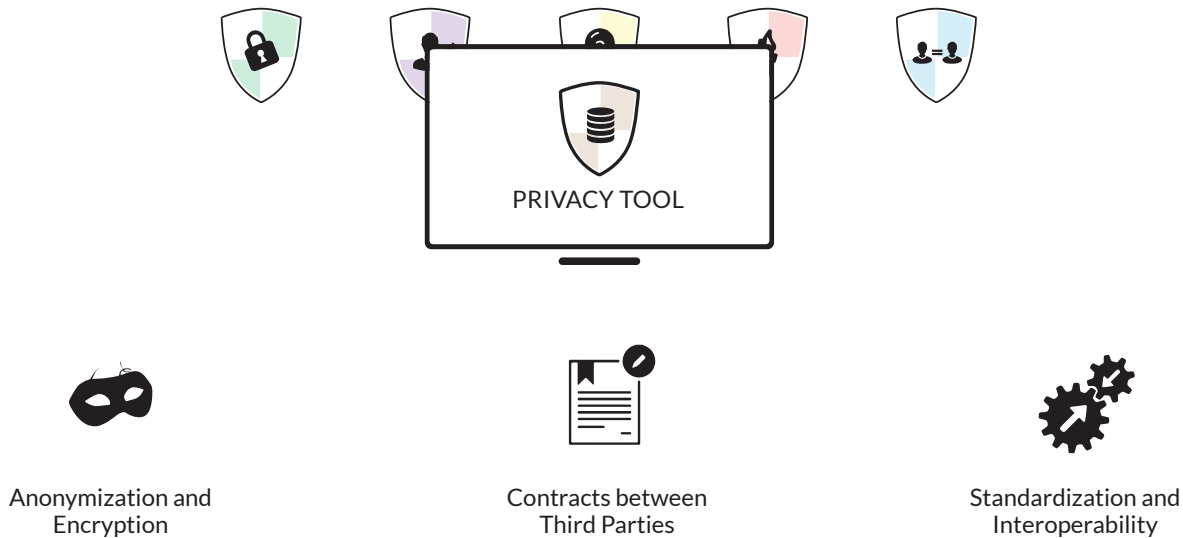 PRIVACY TOOL
Anonymization and
Encryption
Contracts between
Third Parties
Standardization and
Interoperability